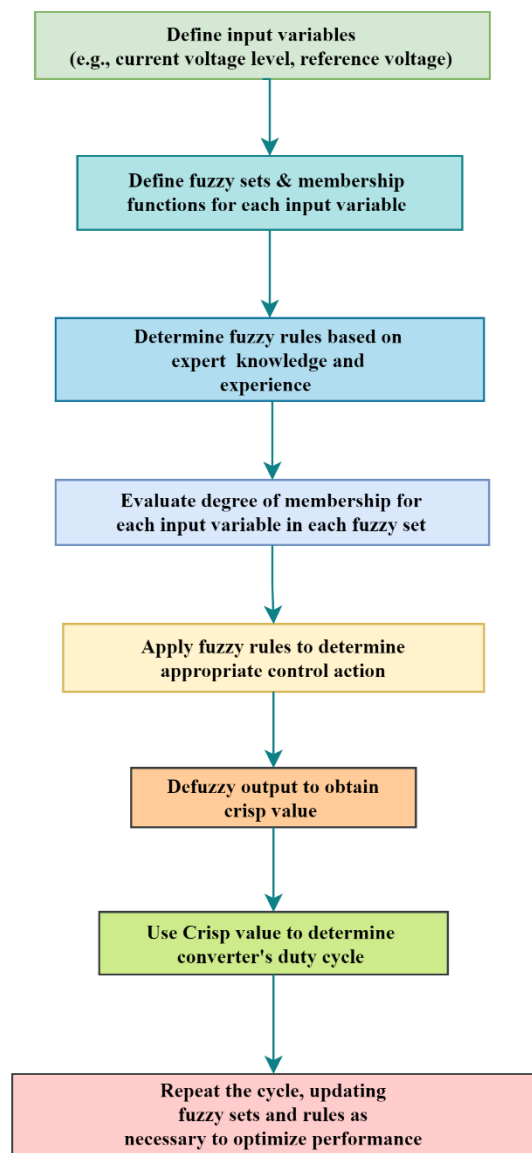 Define input variables
(e.g., current voltage level, reference voltage)
Define fuzzy sets & membership
functions for each input variable
Determine fuzzy rules based on
expert knowledge and
experience
Evaluate degree of membership for
each input variable in each fuzzy set
Apply fuzzy rules to determine
appropriate control action
Defuzzy output to obtain
crisp value
Use Crisp value to determine
converter's duty cycle
Repeat the cycle, updating
fuzzy sets and rules as
necessary to optimize performance